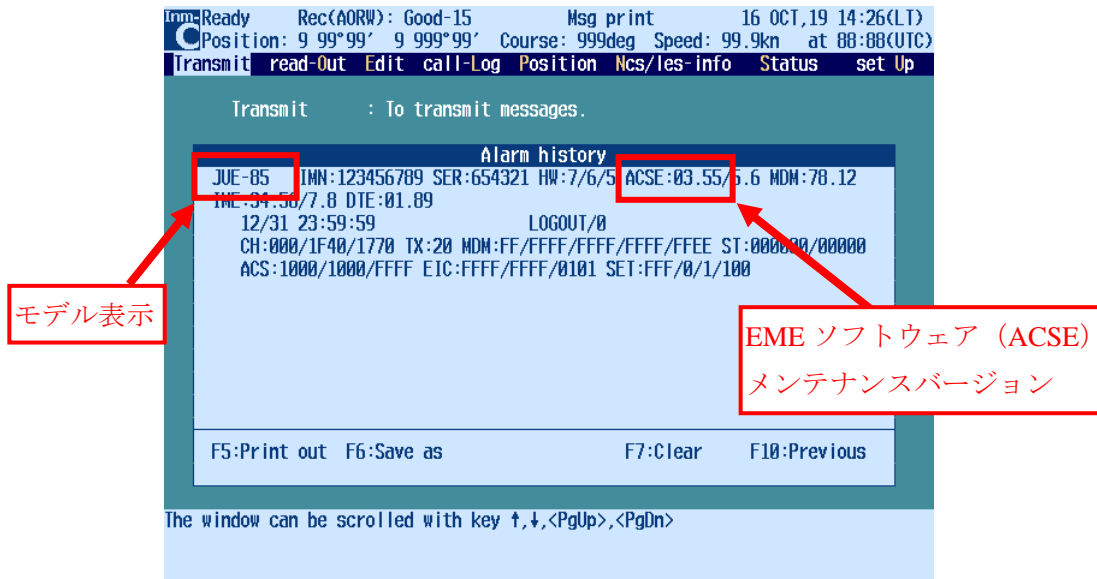 Inm-C Ready Rec(AORW): Good-15 Msg print 16 OCT,19 14:26(LT)
Position: 9 99°99′ 9 999°99′ Course: 999deg Speed: 99.9kn at 88:88(UTC)
Transmit read-Out Edit call-Log Position Ncs/les-info Status set Up
Transmit : To transmit messages.
Alarm history
JUE-85 IMN:123456789 SER:654321 HW:7/6/5 ACSE:03.55/5.6 MDM:78.12
IME:34.56/7.8 DTE:01.89
12/31 23:59:59 LOGOUT/0
CH:000/1F40/1770 TX:20 MDM:FF/FFFF/FFFF/FFFF/FFEE ST:000000/00000
ACS:1000/1000/FFFF EIC:FFFF/FFFF/0101 SET:FFF/0/1/100
モデル表示
EME ソフトウェア（ACSE）
メンテナンスバージョン
F5:Print out F6:Save as F7:Clear F10:Previous
The window can be scrolled with key ↑,↓,<PgUp>,<PgDn>